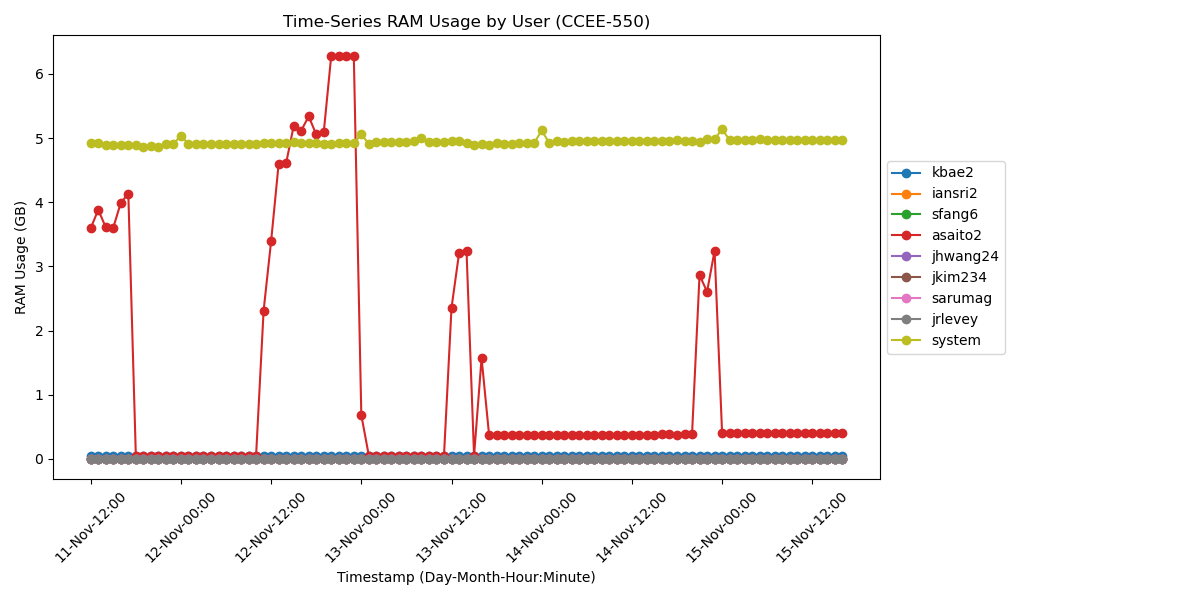 Time-Series RAM Usage by User (CCEE-550)
RAM Usage (GB)
6
5
4
3
2
1
0
11-Nov-12:00
12-Nov-00:00
12-Nov-12:00
13-Nov-00:00
13-Nov-12:00
14-Nov-00:00
14-Nov-12:00
15-Nov-00:00
15-Nov-12:00
Timestamp (Day-Month-Hour:Minute)
kbae2
iansri2
sfang6
asaito2
jhwang24
jkim234
sarumag
jrlevey
system